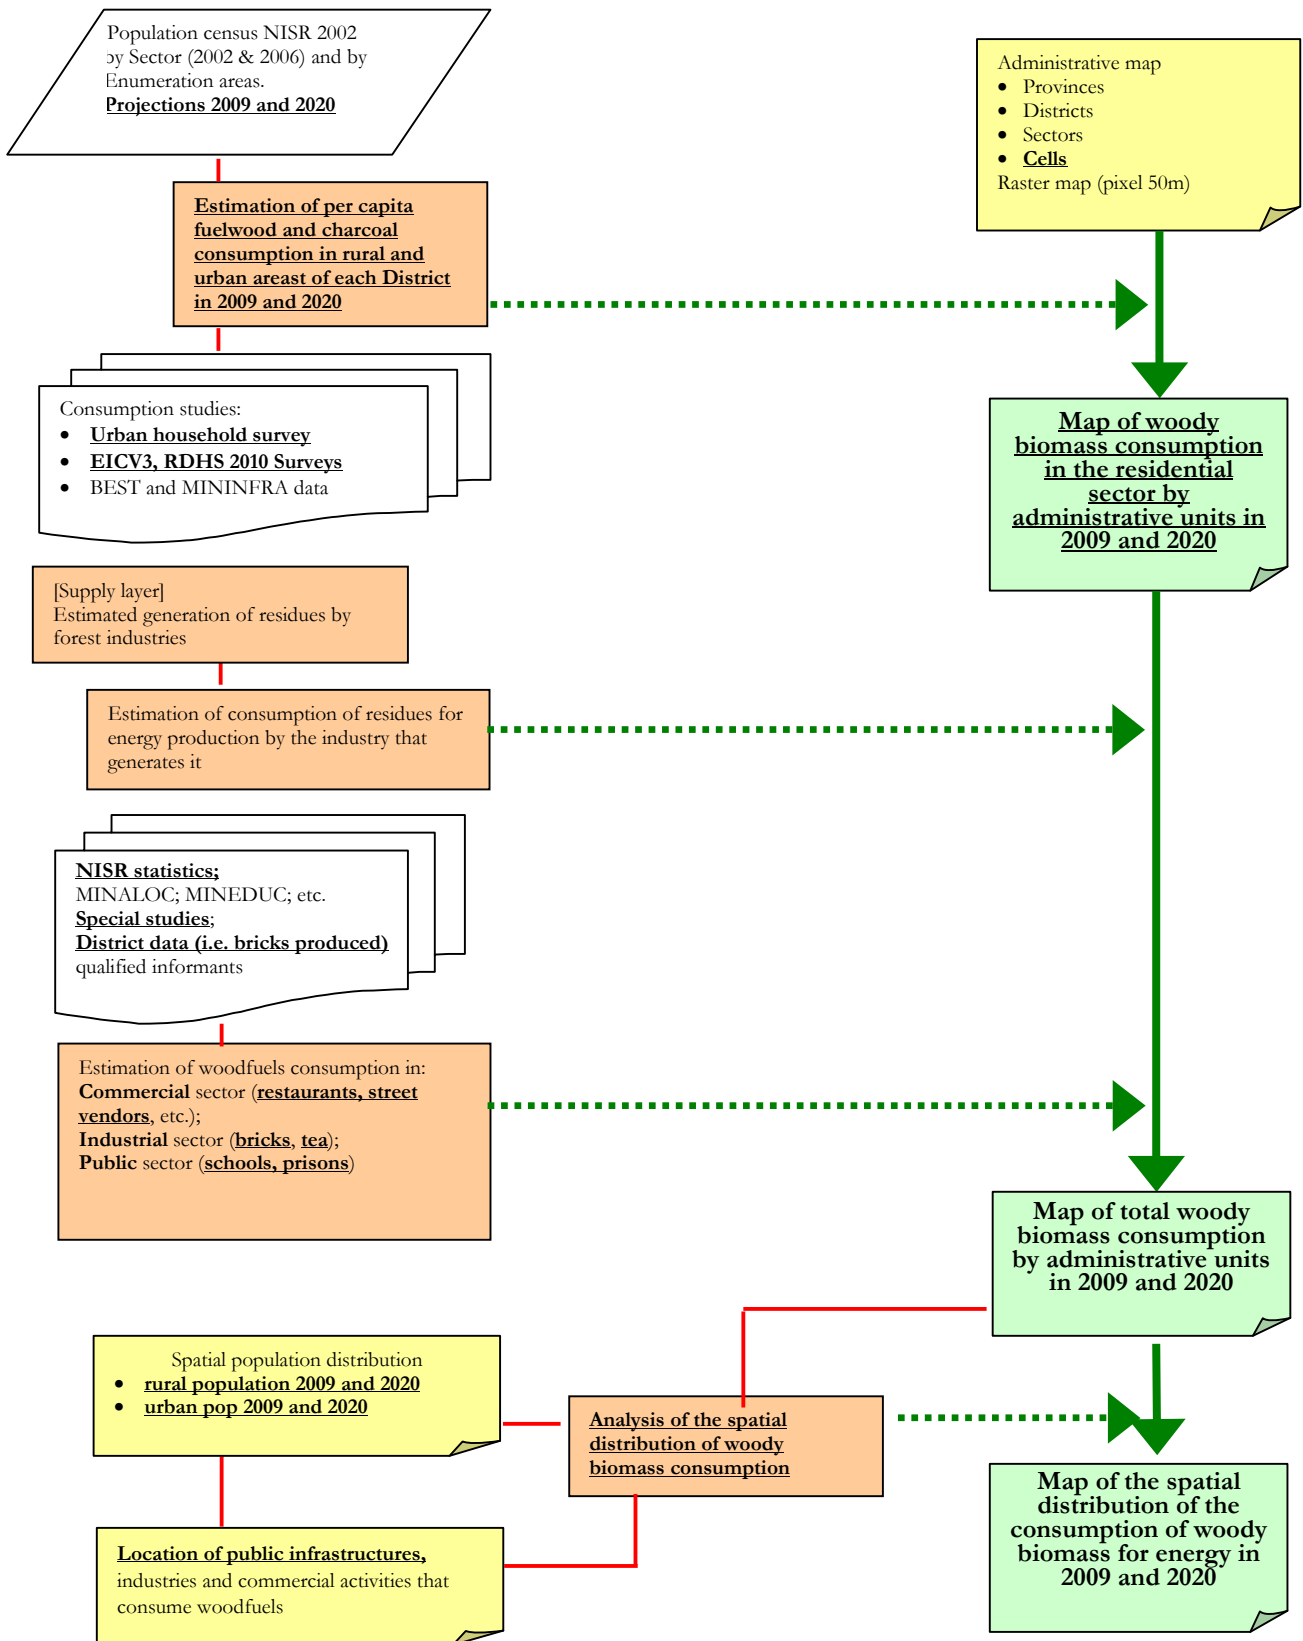 Population census NISR 2002
by Sector (2002 & 2006) and by
Enumeration areas.
Projections 2009 and 2020
Administrative map
• Provinces
• Districts
• Sectors
• Cells
Raster map (pixel 50m)
Estimation of per capita
fuelwood and charcoal
consumption in rural and
urban areast of each District
in 2009 and 2020
Consumption studies:
• Urban household survey
• EICV3, RDHS 2010 Surveys
• BEST and MININFRA data
Map of woody
biomass consumption
in the residential
sector by
administrative units in
2009 and 2020
[Supply layer]
Estimated generation of residues by
forest industries
Estimation of consumption of residues for
energy production by the industry that
generates it
NISR statistics;
MINALOC; MINEDUC; etc.
Special studies;
District data (i.e. bricks produced)
qualified informants
Estimation of woodfuels consumption in:
Commercial sector (restaurants, street
vendors, etc.);
Industrial sector (bricks, tea);
Public sector (schools, prisons)
Map of total woody
biomass consumption
by administrative units
in 2009 and 2020
Spatial population distribution
• rural population 2009 and 2020
• urban pop 2009 and 2020
Analysis of the spatial
distribution of woody
biomass consumption
Map of the spatial
distribution of the
consumption of woody
biomass for energy in
2009 and 2020
Location of public infrastructures,
industries and commercial activities that
consume woodfuels